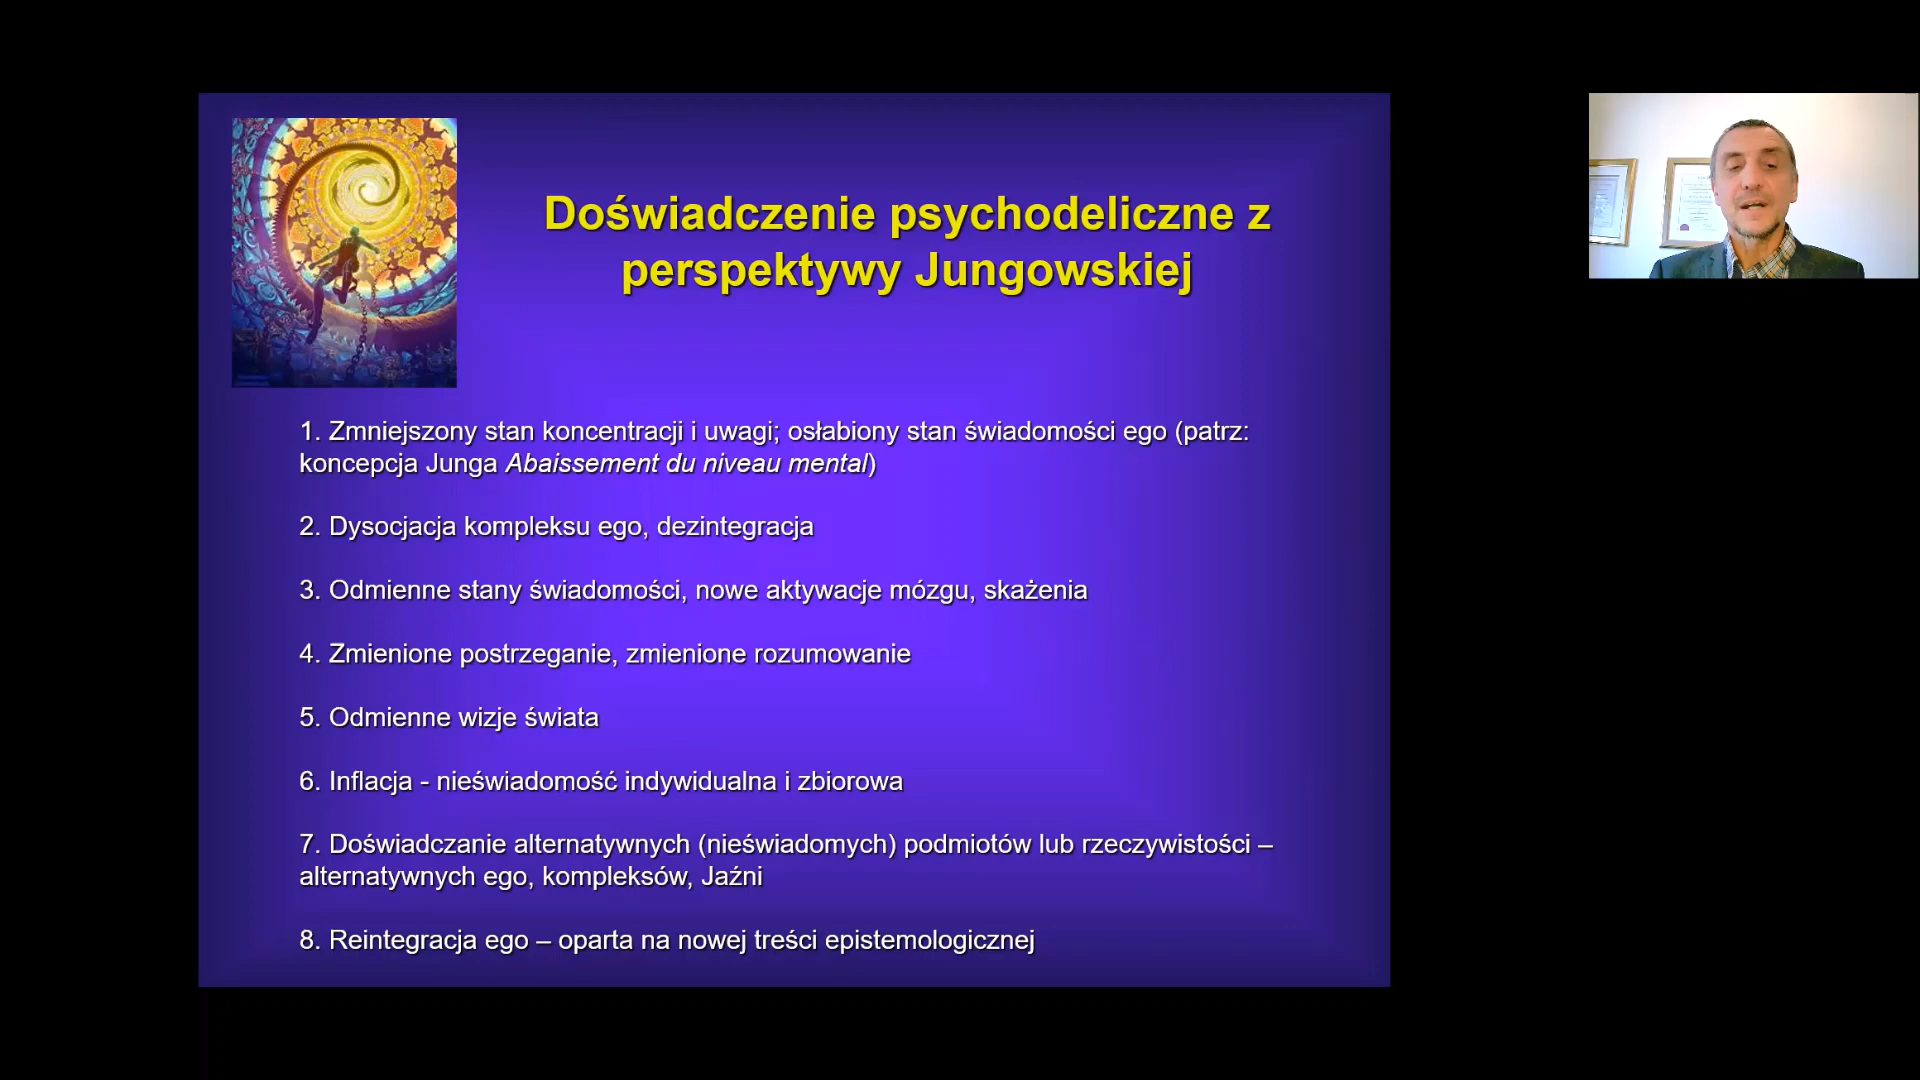 Doświadczenie psychodeliczne z
perspektywy Jungowskiej
1. Zmniejszony stan koncentracji i uwagi; osłabiony stan świadomości ego (patrz:
koncepcja Junga Abaissement du niveau mental)
2. Dysocjacja kompleksu ego, dezintegracja
3. Odmienne stany świadomości, nowe aktywacje mózgu, skażenia
4. Zmienione postrzeganie, zmienione rozumowanie
5. Odmienne wizje świata
6. Inflacja - nieświadomość indywidualna i zbiorowa
7. Doświadczanie alternatywnych (nieświadomych) podmiotów lub rzeczywistości –
alternatywnych ego, kompleksów, Jaźni
8. Reintegracja ego – oparta na nowej treści epistemologicznej